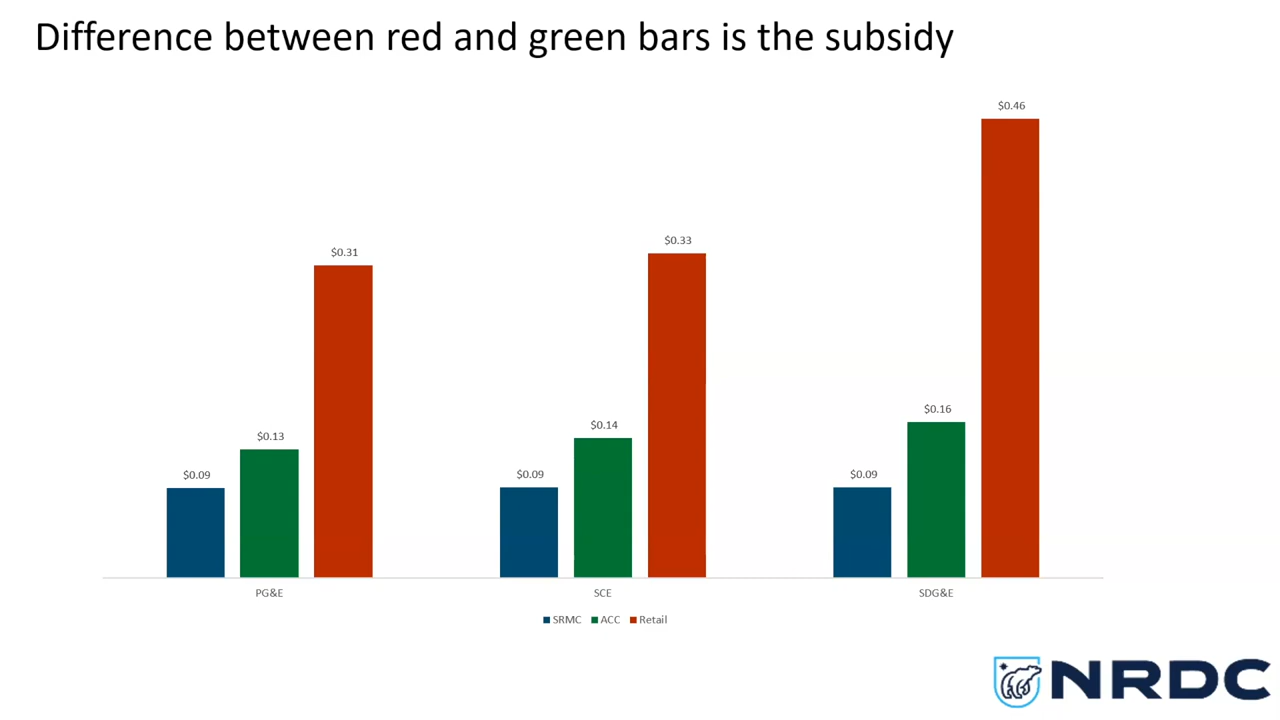 Difference between red and green bars is the subsidy
$0.46
$0.31
$0.33
$0.13
$0.14
$0.16
$0.09
$0.09
$0.09
PG&E
SCE
SDG&E
SRMC ACC Retail
NRDC